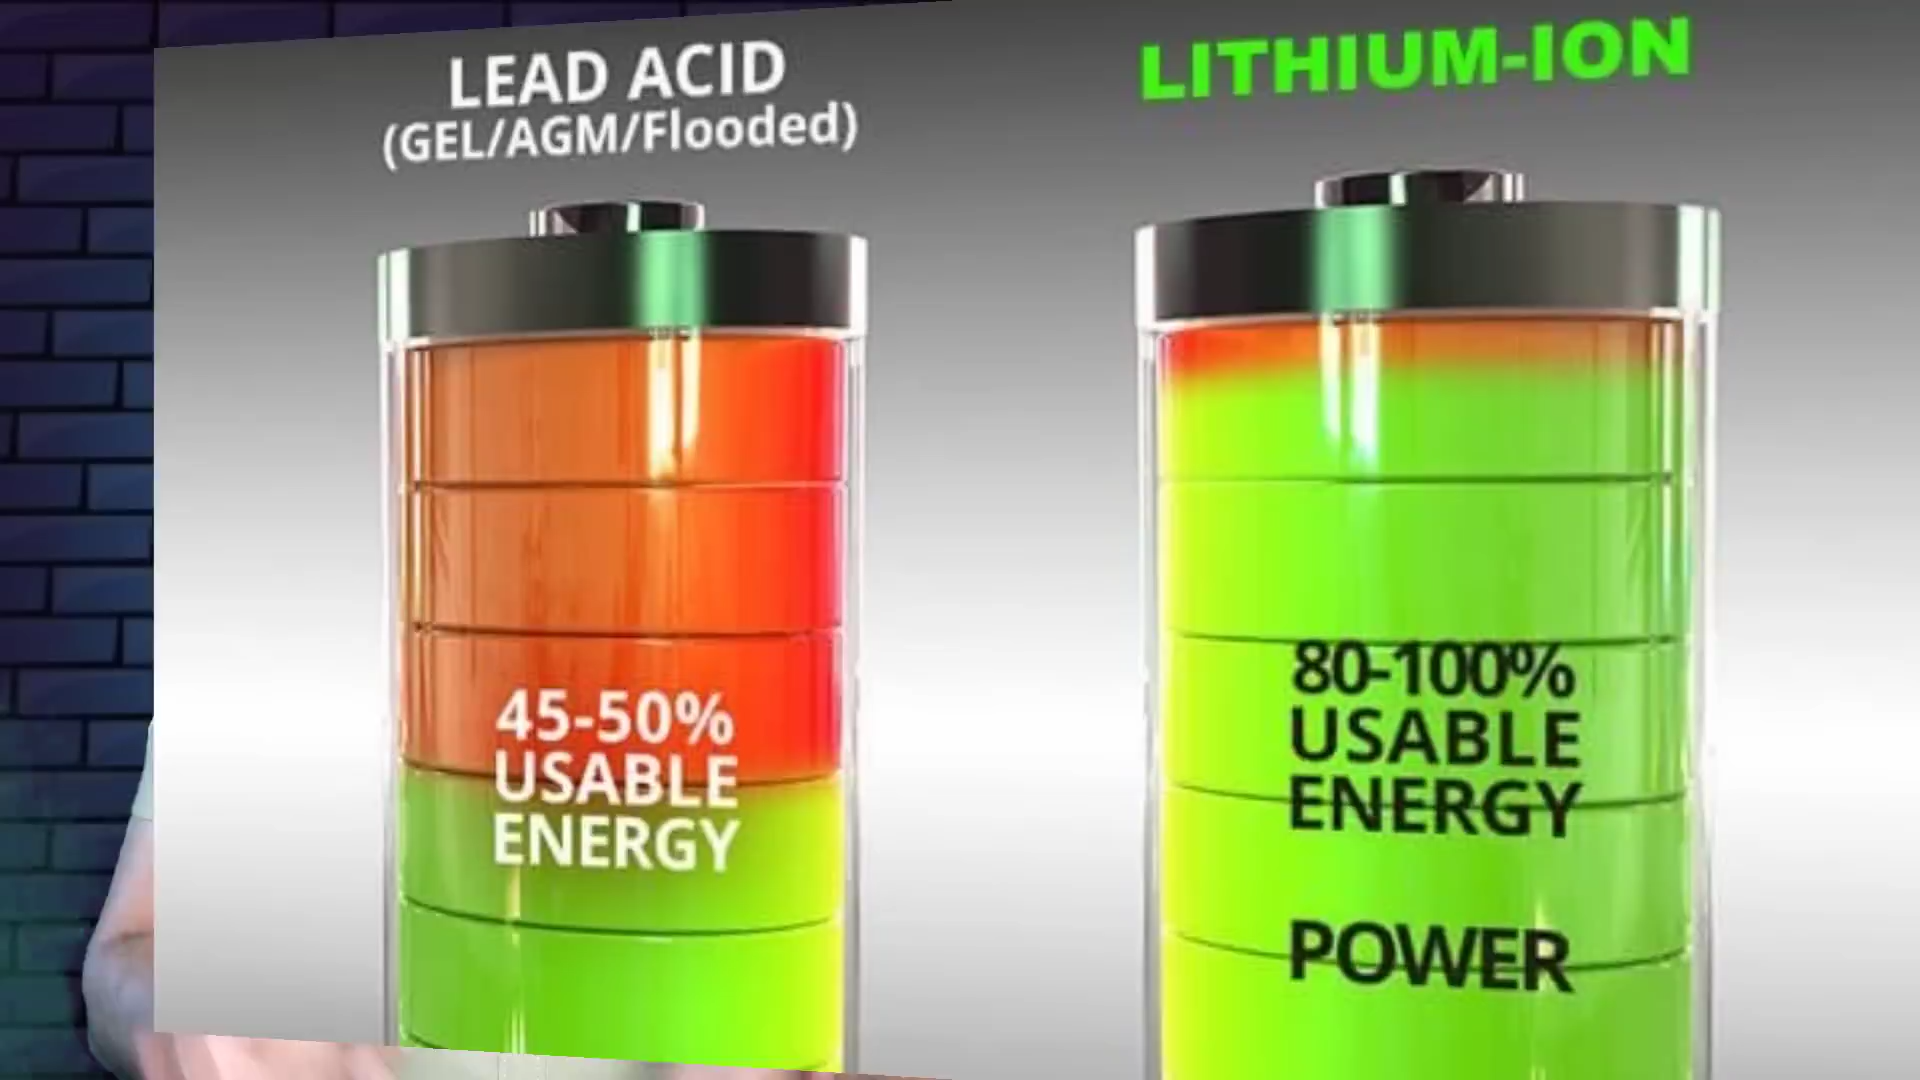 LEAD ACID
(GEL/AGM/Flooded)
45-50%
USABLE
ENERGY
LITHIUM-ION
80-100%
USABLE
ENERGY
POWER